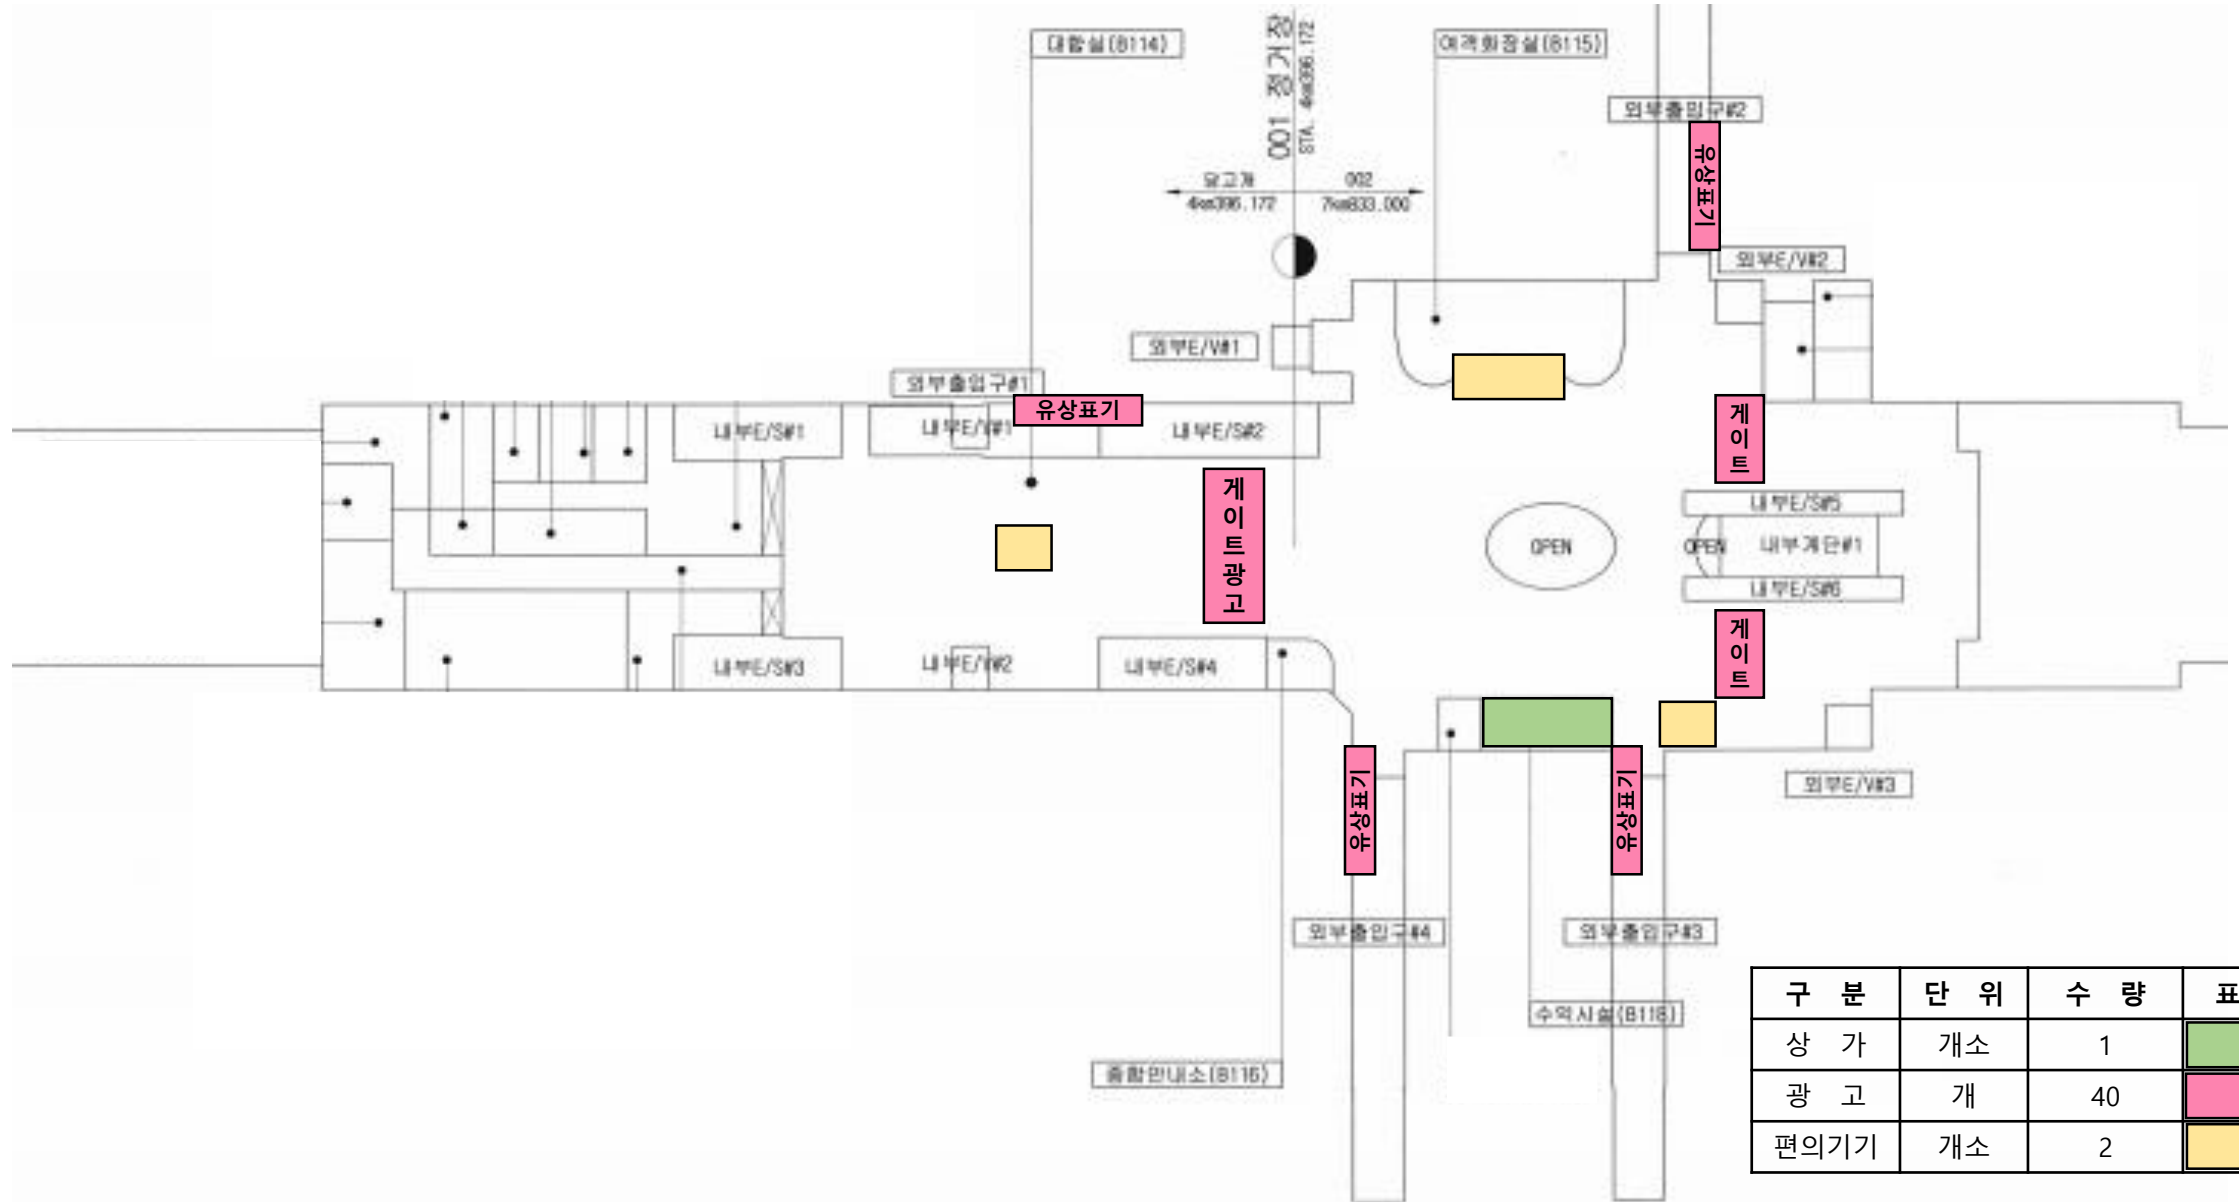 대합실(B114)
001 정거장
STA. 4km396.172
여객화장실(B115)
외부출입구#2
유상표기
당고개
4km396.172
002
7km833.000
외부E/V#2
외부E/V#1
외부출입구#1
유상표기
내부E/S#1
내부E/V#1
내부E/S#2
게이트
게이트광고
내부E/S#5
OPEN
OPEN
내부계단#1
내부E/S#6
게이트
내부E/S#3
내부E/V#2
내부E/S#4
유상표기
유상표기
외부E/V#3
외부출입구#4
외부출입구#3
수익시설(B118)
종합안내소(B116)
구 분 단 위 수 량 표
상 가 개소 1
광 고 개 40
편의기기 개소 2